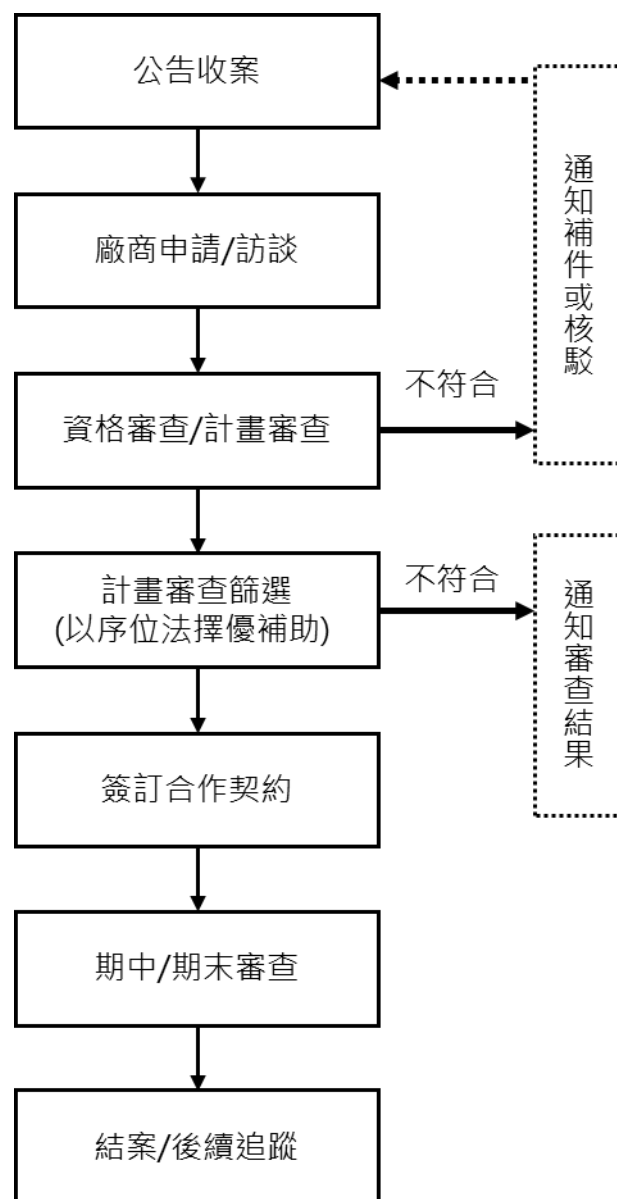 公告收案
廠商申請/訪談
資格審查/計畫審查
不符合
通知補件或核駁
計畫審查篩選
(以序位法擇優補助)
不符合
通知審查結果
簽訂合作契約
期中/期末審查
結案/後續追蹤